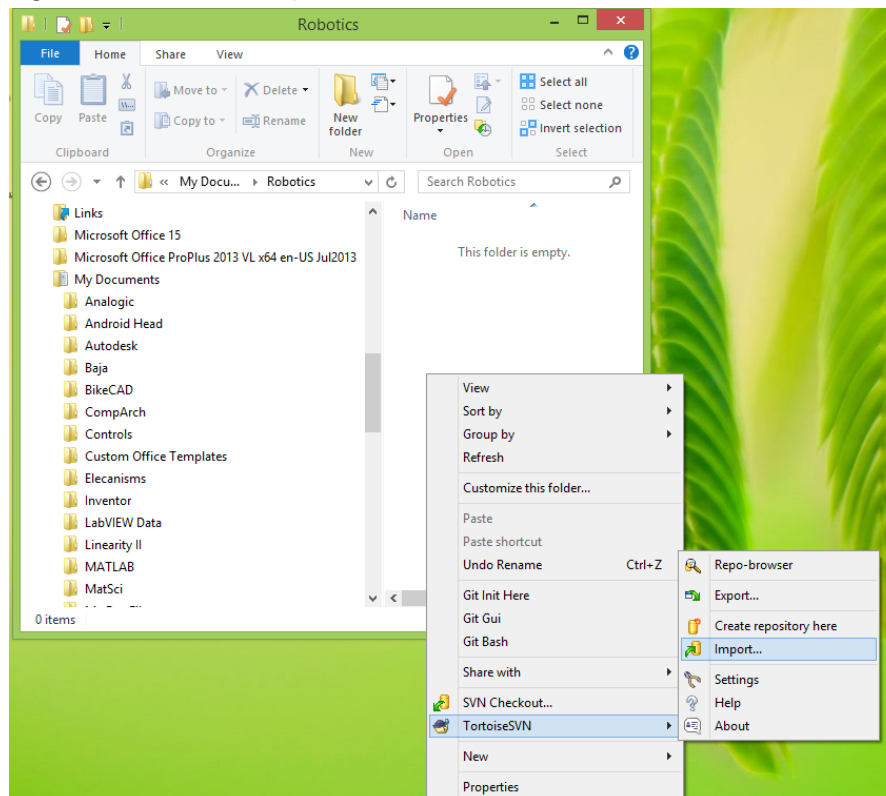 Robotics
File Home Share View
Copy Paste Move to Copy to Delete Rename New folder Properties Select all Select none Invert selection
Clipboard Organize New Open Select
« My Docu... Robotics Search Robotics
Links
Microsoft Office 15
Microsoft Office ProPlus 2013 VL x64 en-US Jul2013
My Documents
Analogic
Android Head
Autodesk
Baja
BikeCAD
CompArch
Controls
Custom Office Templates
Elecanisms
Inventor
LabVIEW Data
Linearity II
MATLAB
MatSci
0 items
Name
This folder is empty.
View
Sort by
Group by
Refresh
Customize this folder...
Paste
Paste shortcut
Undo Rename Ctrl+Z
Git Init Here
Git Gui
Git Bash
Share with
SVN Checkout...
TortoiseSVN
New
Properties
Repo-browser
Export...
Create repository here
Import...
Settings
Help
About